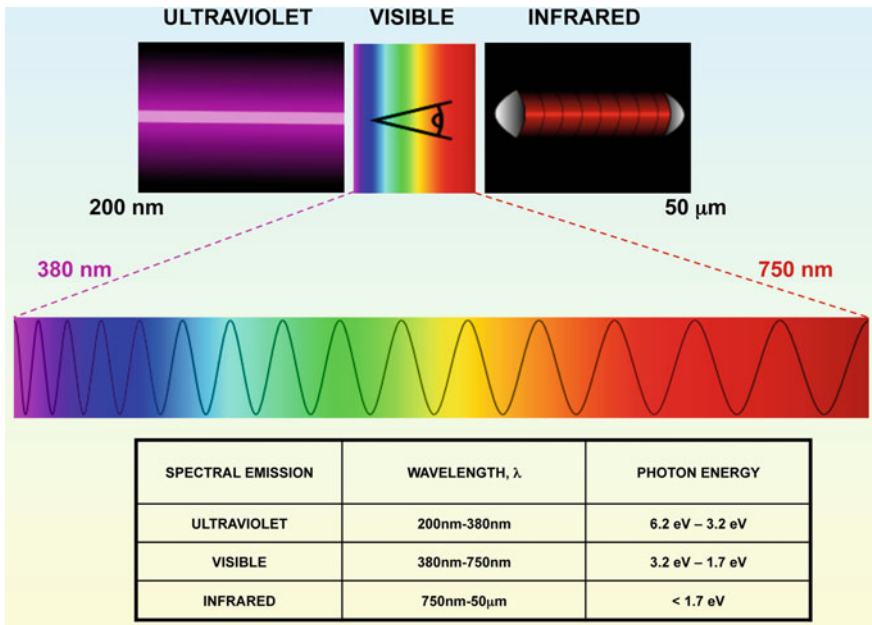 ULTRAVIOLET VISIBLE INFRARED
200 nm 50 μm
380 nm 750 nm
SPECTRAL EMISSION WAVELENGTH, λ PHOTON ENERGY
ULTRAVIOLET 200nm-380nm 6.2 eV – 3.2 eV
VISIBLE 380nm-750nm 3.2 eV – 1.7 eV
INFRARED 750nm-50μm < 1.7 eV